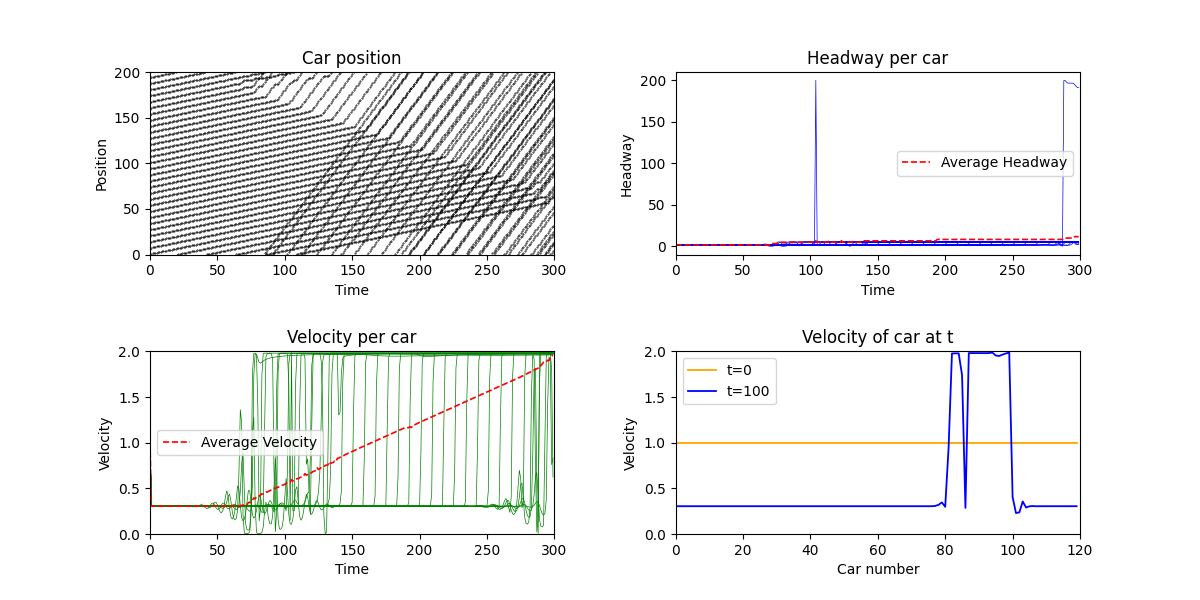 Car position
200
150
100
50
0
Position
0 50 100 150 200 250 300
Time
Headway per car
200
150
100
50
0
Headway
Average Headway
0 50 100 150 200 250 300
Time
Velocity per car
2.0
1.5
1.0
0.5
0.0
Velocity
Average Velocity
0 50 100 150 200 250 300
Time
Velocity of car at t
2.0
1.5
1.0
0.5
0.0
Velocity
t=0
t=100
0 20 40 60 80 100 120
Car number